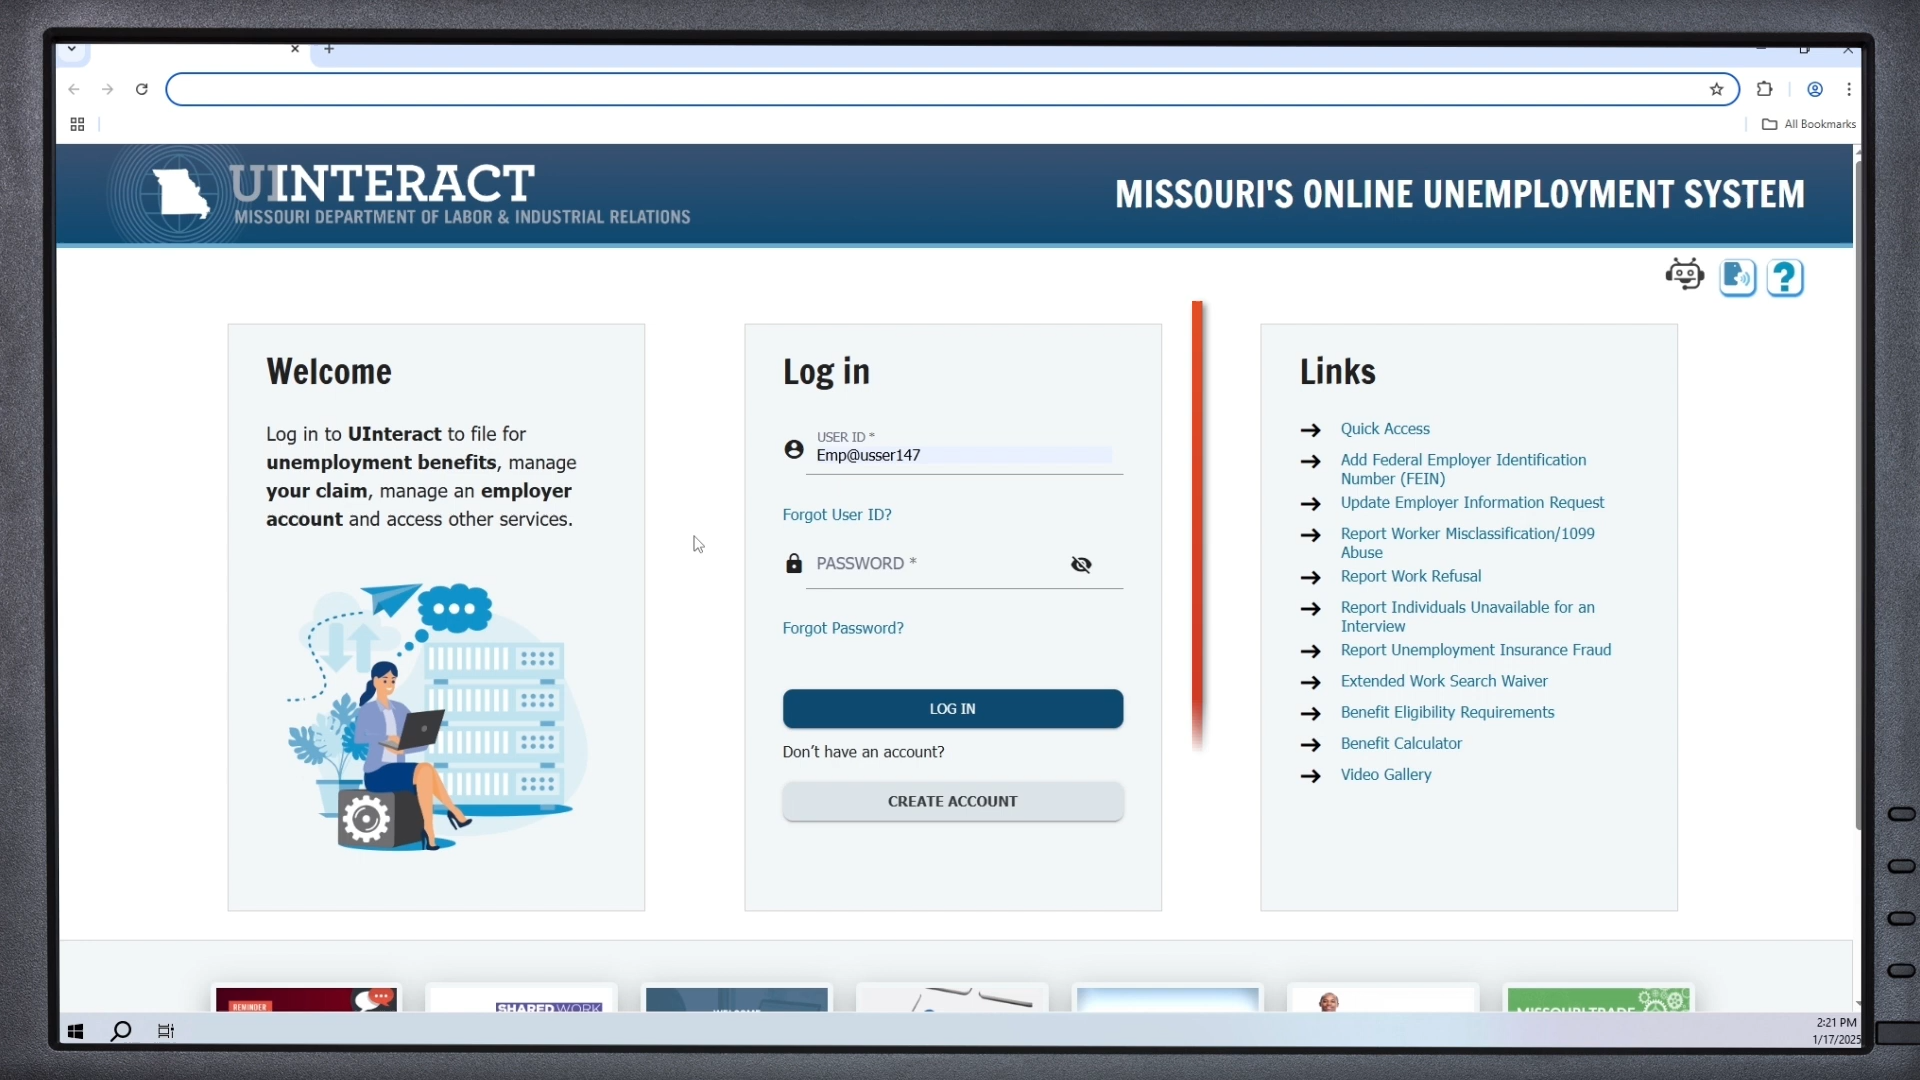 All Bookmarks
UINTERACT
MISSOURI DEPARTMENT OF LABOR & INDUSTRIAL RELATIONS
MISSOURI'S ONLINE UNEMPLOYMENT SYSTEM
?
Welcome
Log in to UInteract to file for
unemployment benefits, manage
your claim, manage an employer
account and access other services.
Log in
USER ID *
Emp@usser147
Forgot User ID?
PASSWORD *
Forgot Password?
LOG IN
Don't have an account?
CREATE ACCOUNT
Links
Quick Access
Add Federal Employer Identification
Number (FEIN)
Update Employer Information Request
Report Worker Misclassification/1099
Abuse
Report Work Refusal
Report Individuals Unavailable for an
Interview
Report Unemployment Insurance Fraud
Extended Work Search Waiver
Benefit Eligibility Requirements
Benefit Calculator
Video Gallery
REMINDER
SHARED WORK
WELCOME
MISSOURI TRADE
2:21 PM
1/17/2025